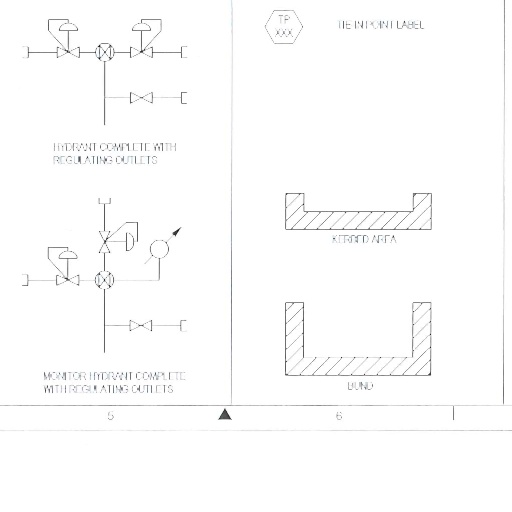 TP
XXX
TIE-IN POINT LABEL
HYDRANT COMPLETE WITH
REGULATING OUTLETS
KERBED AREA
MONITOR HYDRANT COMPLETE
WITH REGULATING OUTLETS
BUND
5
6